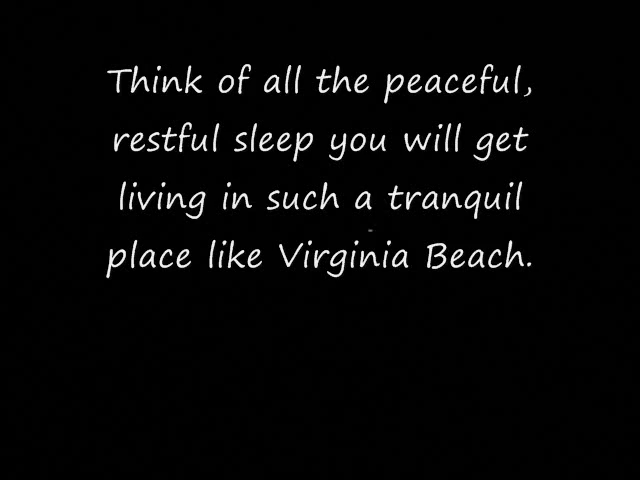 Think of all the peaceful,
restful sleep you will get
living in such a tranquil
place like Virginia Beach.